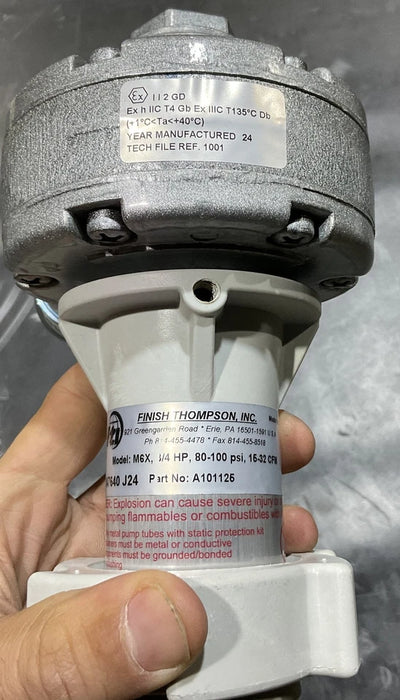 Ex II 2 GD
Ex h IIC T4 Gb Ex IIIC T135°C Db
(+1°C<Ta<+40°C)
YEAR MANUFACTURED 24
TECH FILE REF. 1001
FINISH THOMPSON, INC.
921 Greengarden Road * Erie, PA 16501-1591 U.S.A
Ph 814-455-4478 * Fax 814-455-8518
Model: M6X, 3/4 HP, 80-100 psi, 15-32 CFM
7640 J24 Part No: A101126
Explosion can cause severe injury or
flammables or combustibles with
metal pump tubes with static protection kit
must be metal or conductive
must be grounded/bonded